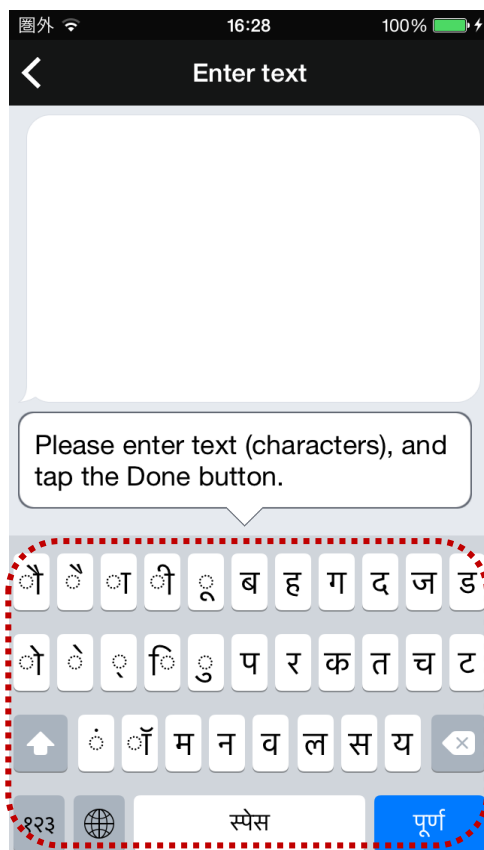 圏外 16:28 100%
Enter text
Please enter text (characters), and
tap the Done button.
ौ ै ा ी ू ब ह ग द ज ड
ो े ् ि ु प र क त च ट
ं ॉ म न व ल स य
१२३ स्पेस पूर्ण